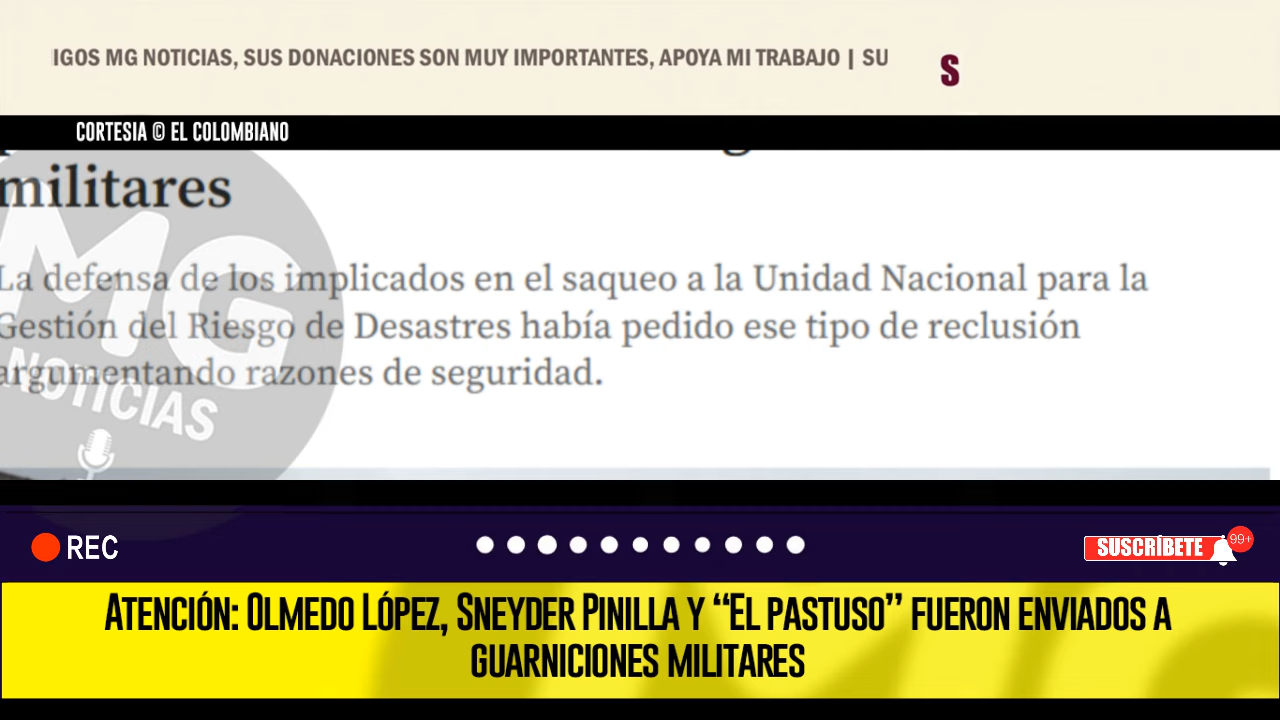 IGOS MG NOTICIAS, SUS DONACIONES SON MUY IMPORTANTES, APOYA MI TRABAJO | SU
S
CORTESIA © EL COLOMBIANO
militares
La defensa de los implicados en el saqueo a la Unidad Nacional para la
Gestión del Riesgo de Desastres había pedido ese tipo de reclusión
argumentando razones de seguridad.
MG
NOTICIAS
REC
SUSCRÍBETE
99+
ATENCIÓN: OLMEDO LÓPEZ, SNEYDER PINILLA Y “EL PASTUSO” FUERON ENVIADOS A
GUARNICIONES MILITARES